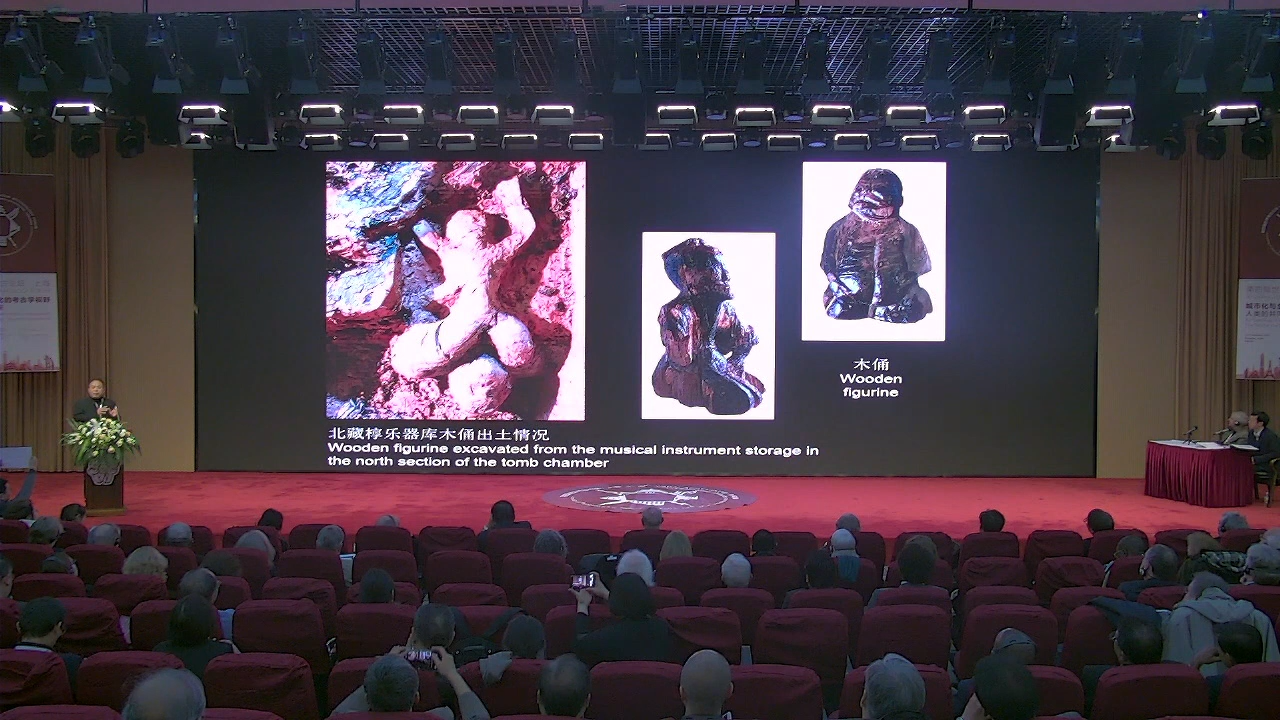 木俑
Wooden
figurine
北藏椁乐器库木俑出土情况
Wooden figurine excavated from the musical instrument storage in
the north section of the tomb chamber